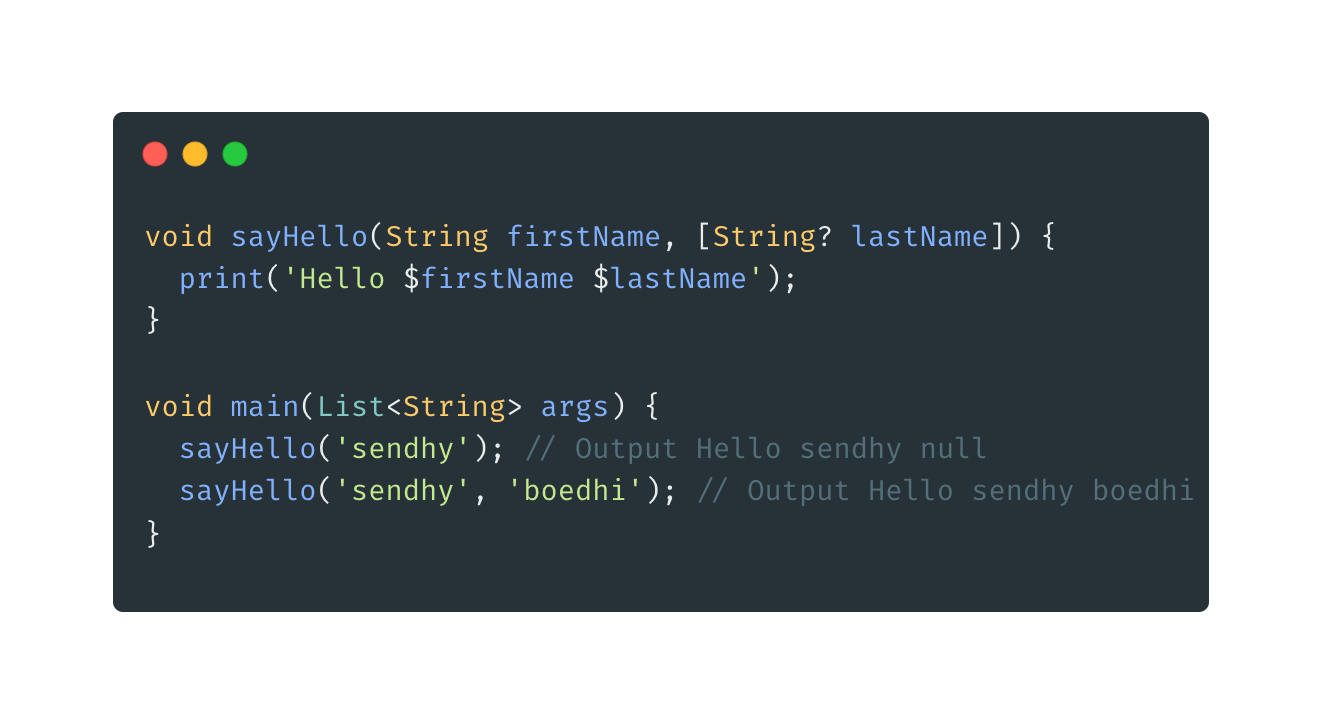 void sayHello(String firstName, [String? lastName]) {
  print('Hello $firstName $lastName');
}

void main(List<String> args) {
  sayHello('sendhy'); // Output Hello sendhy null
  sayHello('sendhy', 'boedhi'); // Output Hello sendhy boedhi
}